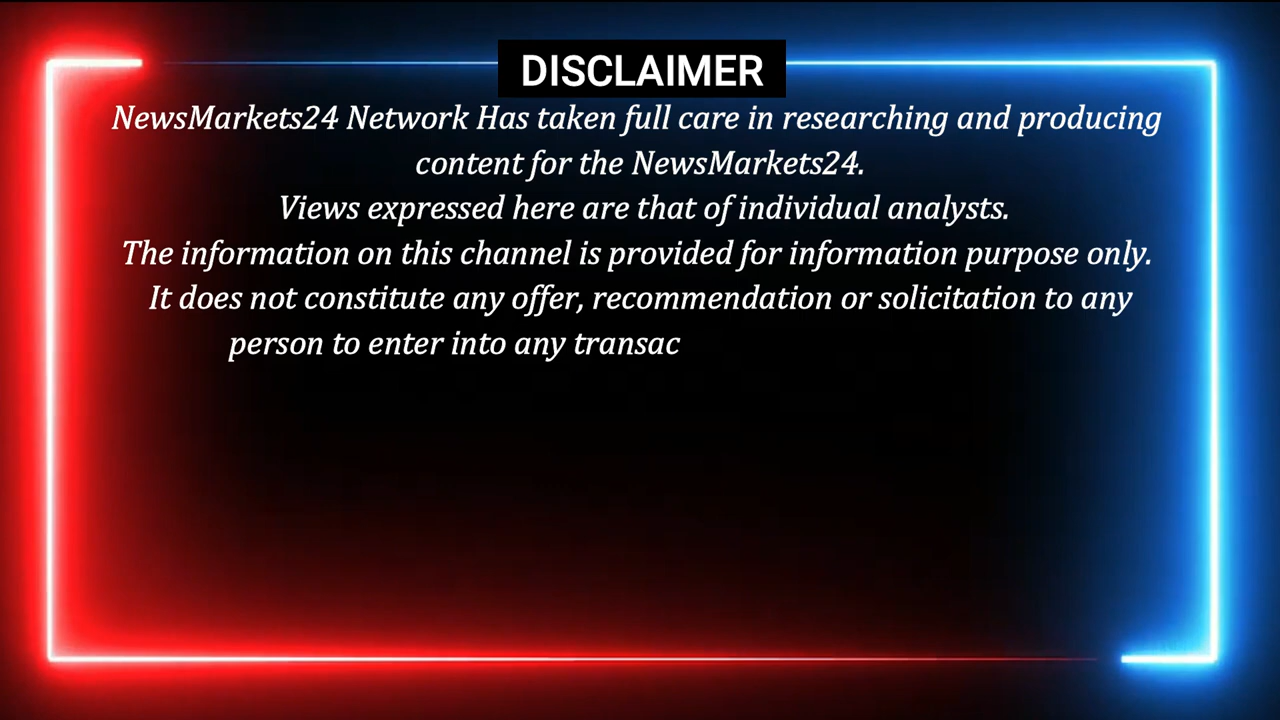 DISCLAIMER
NewsMarkets24 Network Has taken full care in researching and producing
content for the NewsMarkets24.
Views expressed here are that of individual analysts.
The information on this channel is provided for information purpose only.
It does not constitute any offer, recommendation or solicitation to any
person to enter into any transac